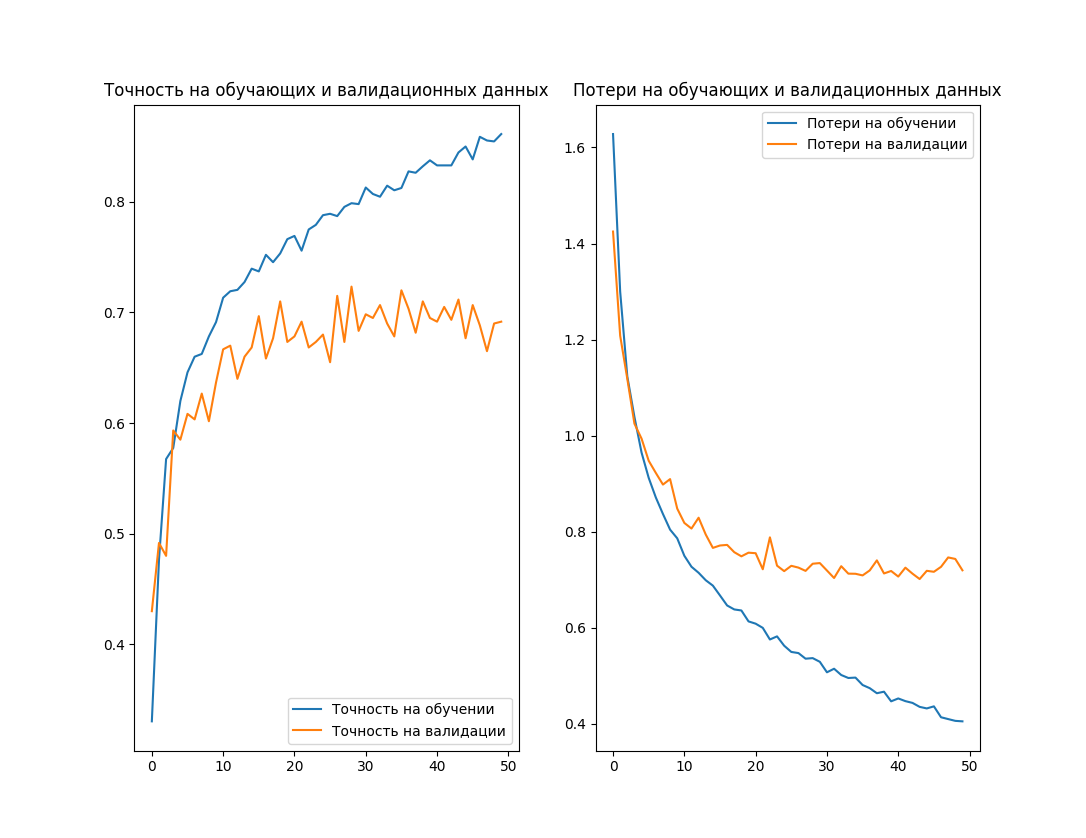 Точность на обучающих и валидационных данных
0.8
0.7
0.6
0.5
0.4
0 10 20 30 40 50
Точность на обучении
Точность на валидации
Потери на обучающих и валидационных данных
1.6
1.4
1.2
1.0
0.8
0.6
0.4
0 10 20 30 40 50
Потери на обучении
Потери на валидации